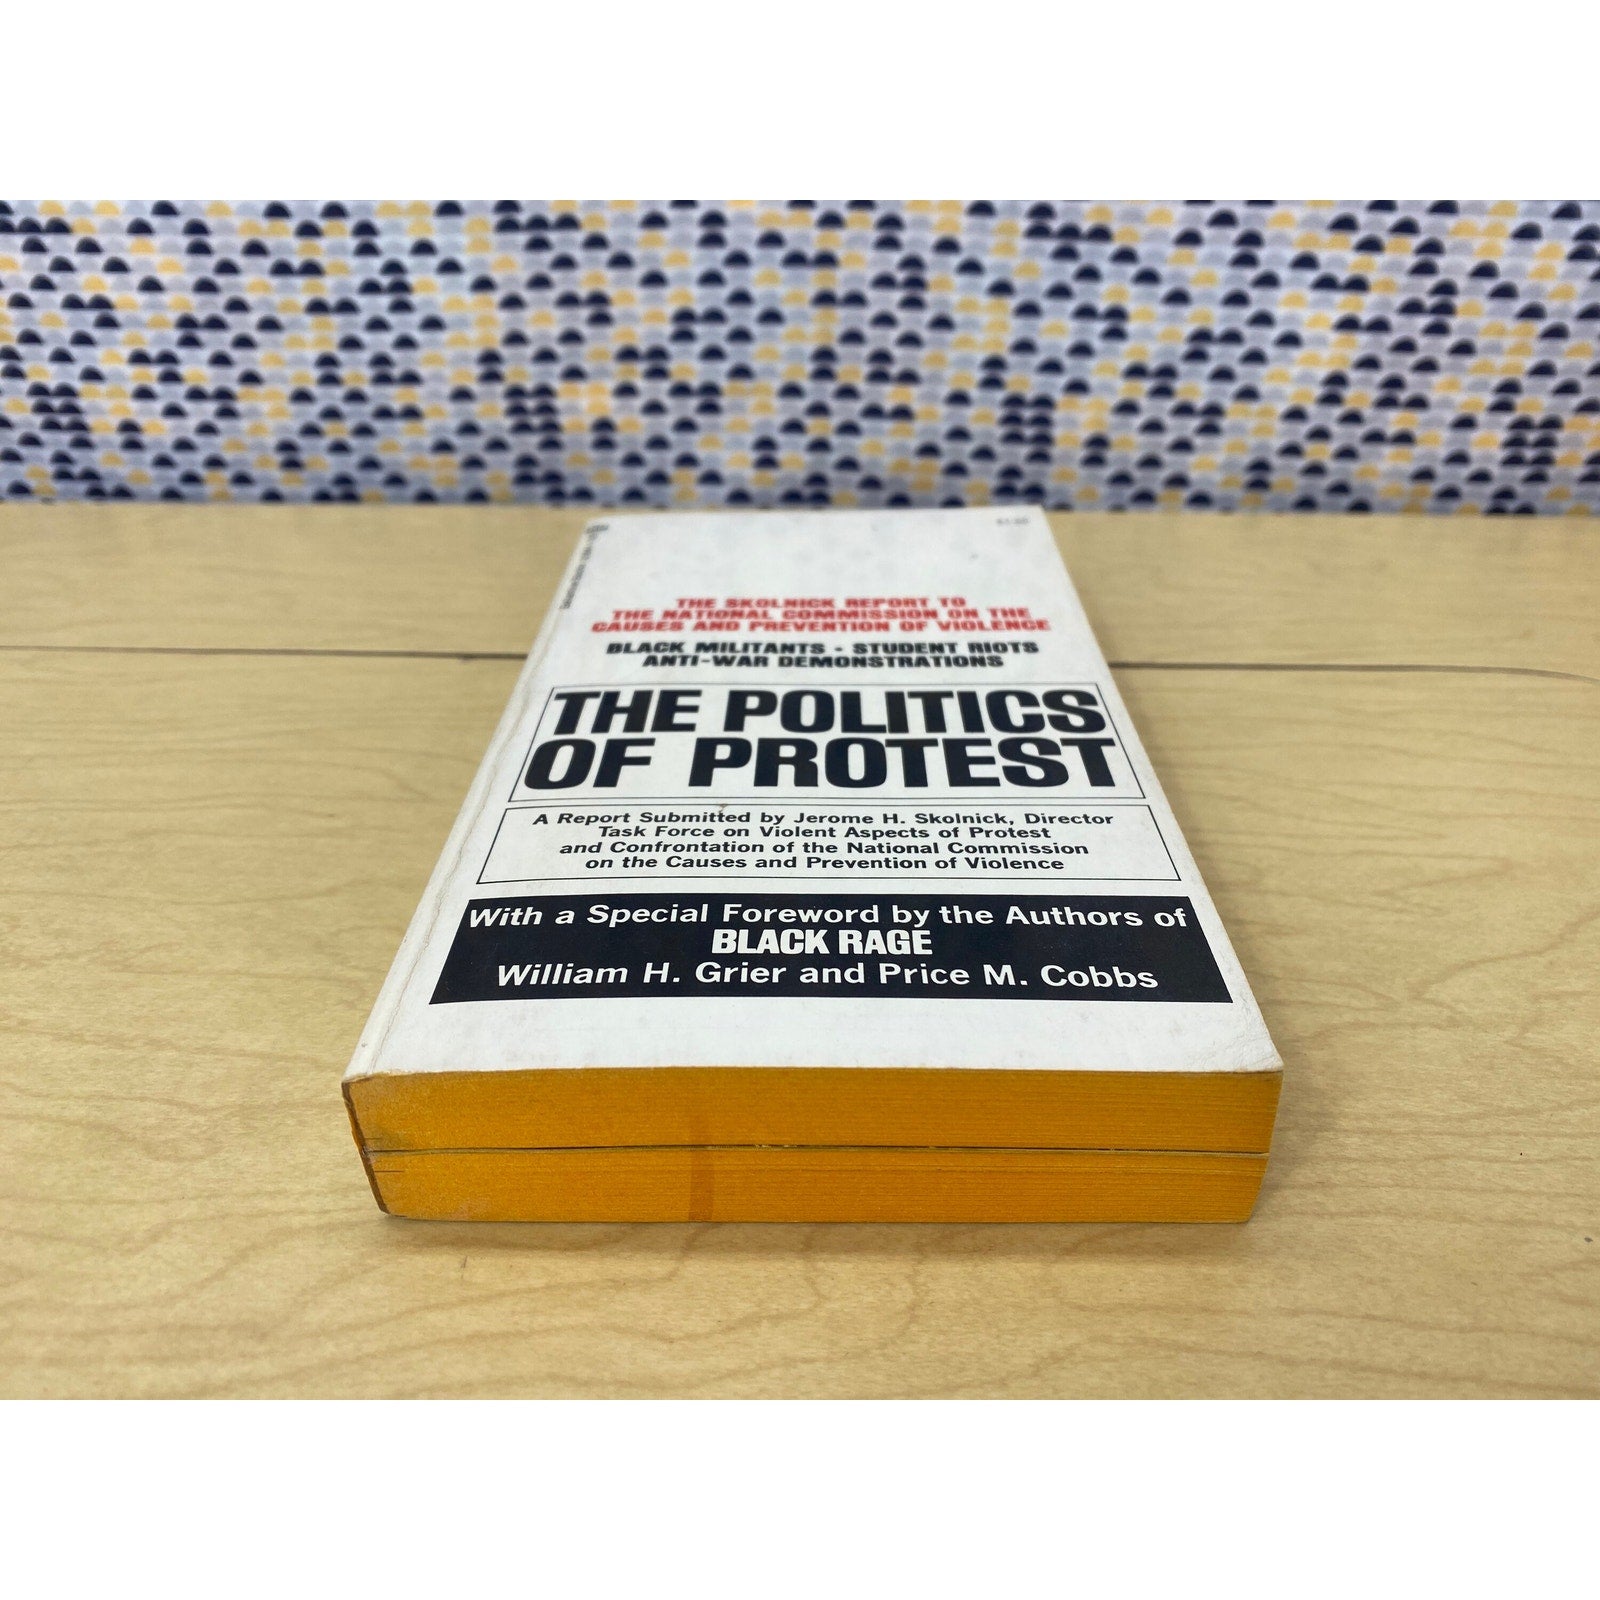 THE SKOLNICK REPORT TO
THE NATIONAL COMMISSION ON THE
CAUSES AND PREVENTION OF VIOLENCE
BLACK MILITANTS • STUDENT RIOTS
ANTI-WAR DEMONSTRATIONS
THE POLITICS
OF PROTEST
A Report Submitted by Jerome H. Skolnick, Director
Task Force on Violent Aspects of Protest
and Confrontation of the National Commission
on the Causes and Prevention of Violence
With a Special Foreword by the Authors of
BLACK RAGE
William H. Grier and Price M. Cobbs